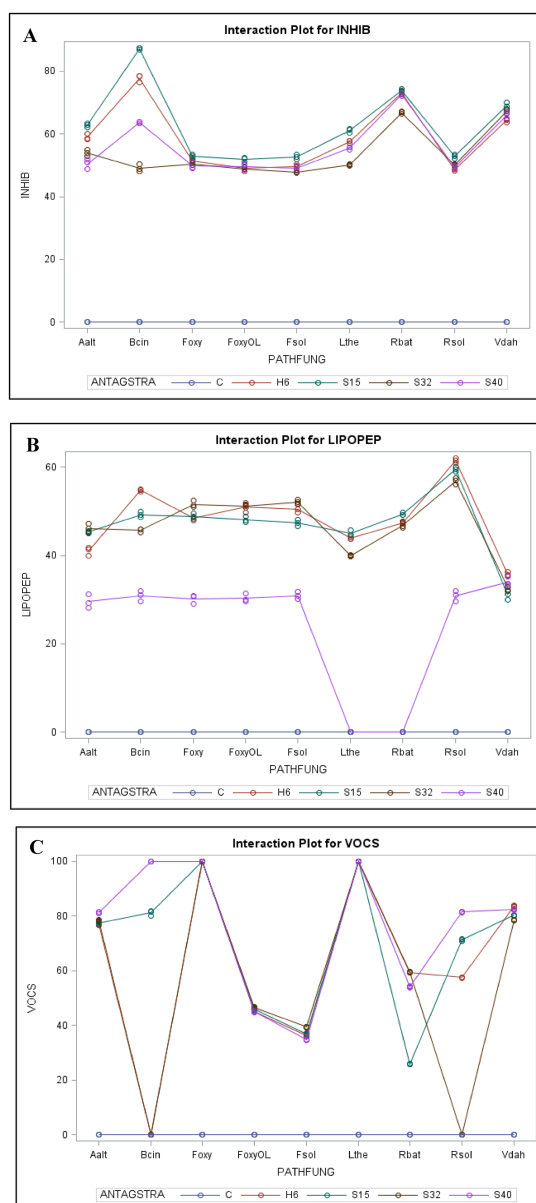 A
Interaction Plot for INHIB
80
60
40
20
0
INHIB
Aalt Bcin Foxy FoxyOL Fsol Lthe Rbat Rsol Vdah
PATHFUNG
ANTAGSTRA C H6 S15 S32 S40
B
Interaction Plot for LIPOPEP
60
40
20
0
LIPOPEP
Aalt Bcin Foxy FoxyOL Fsol Lthe Rbat Rsol Vdah
PATHFUNG
ANTAGSTRA C H6 S15 S32 S40
C
Interaction Plot for VOCS
100
80
60
40
20
0
VOCS
Aalt Bcin Foxy FoxyOL Fsol Lthe Rbat Rsol Vdah
PATHFUNG
ANTAGSTRA C H6 S15 S32 S40